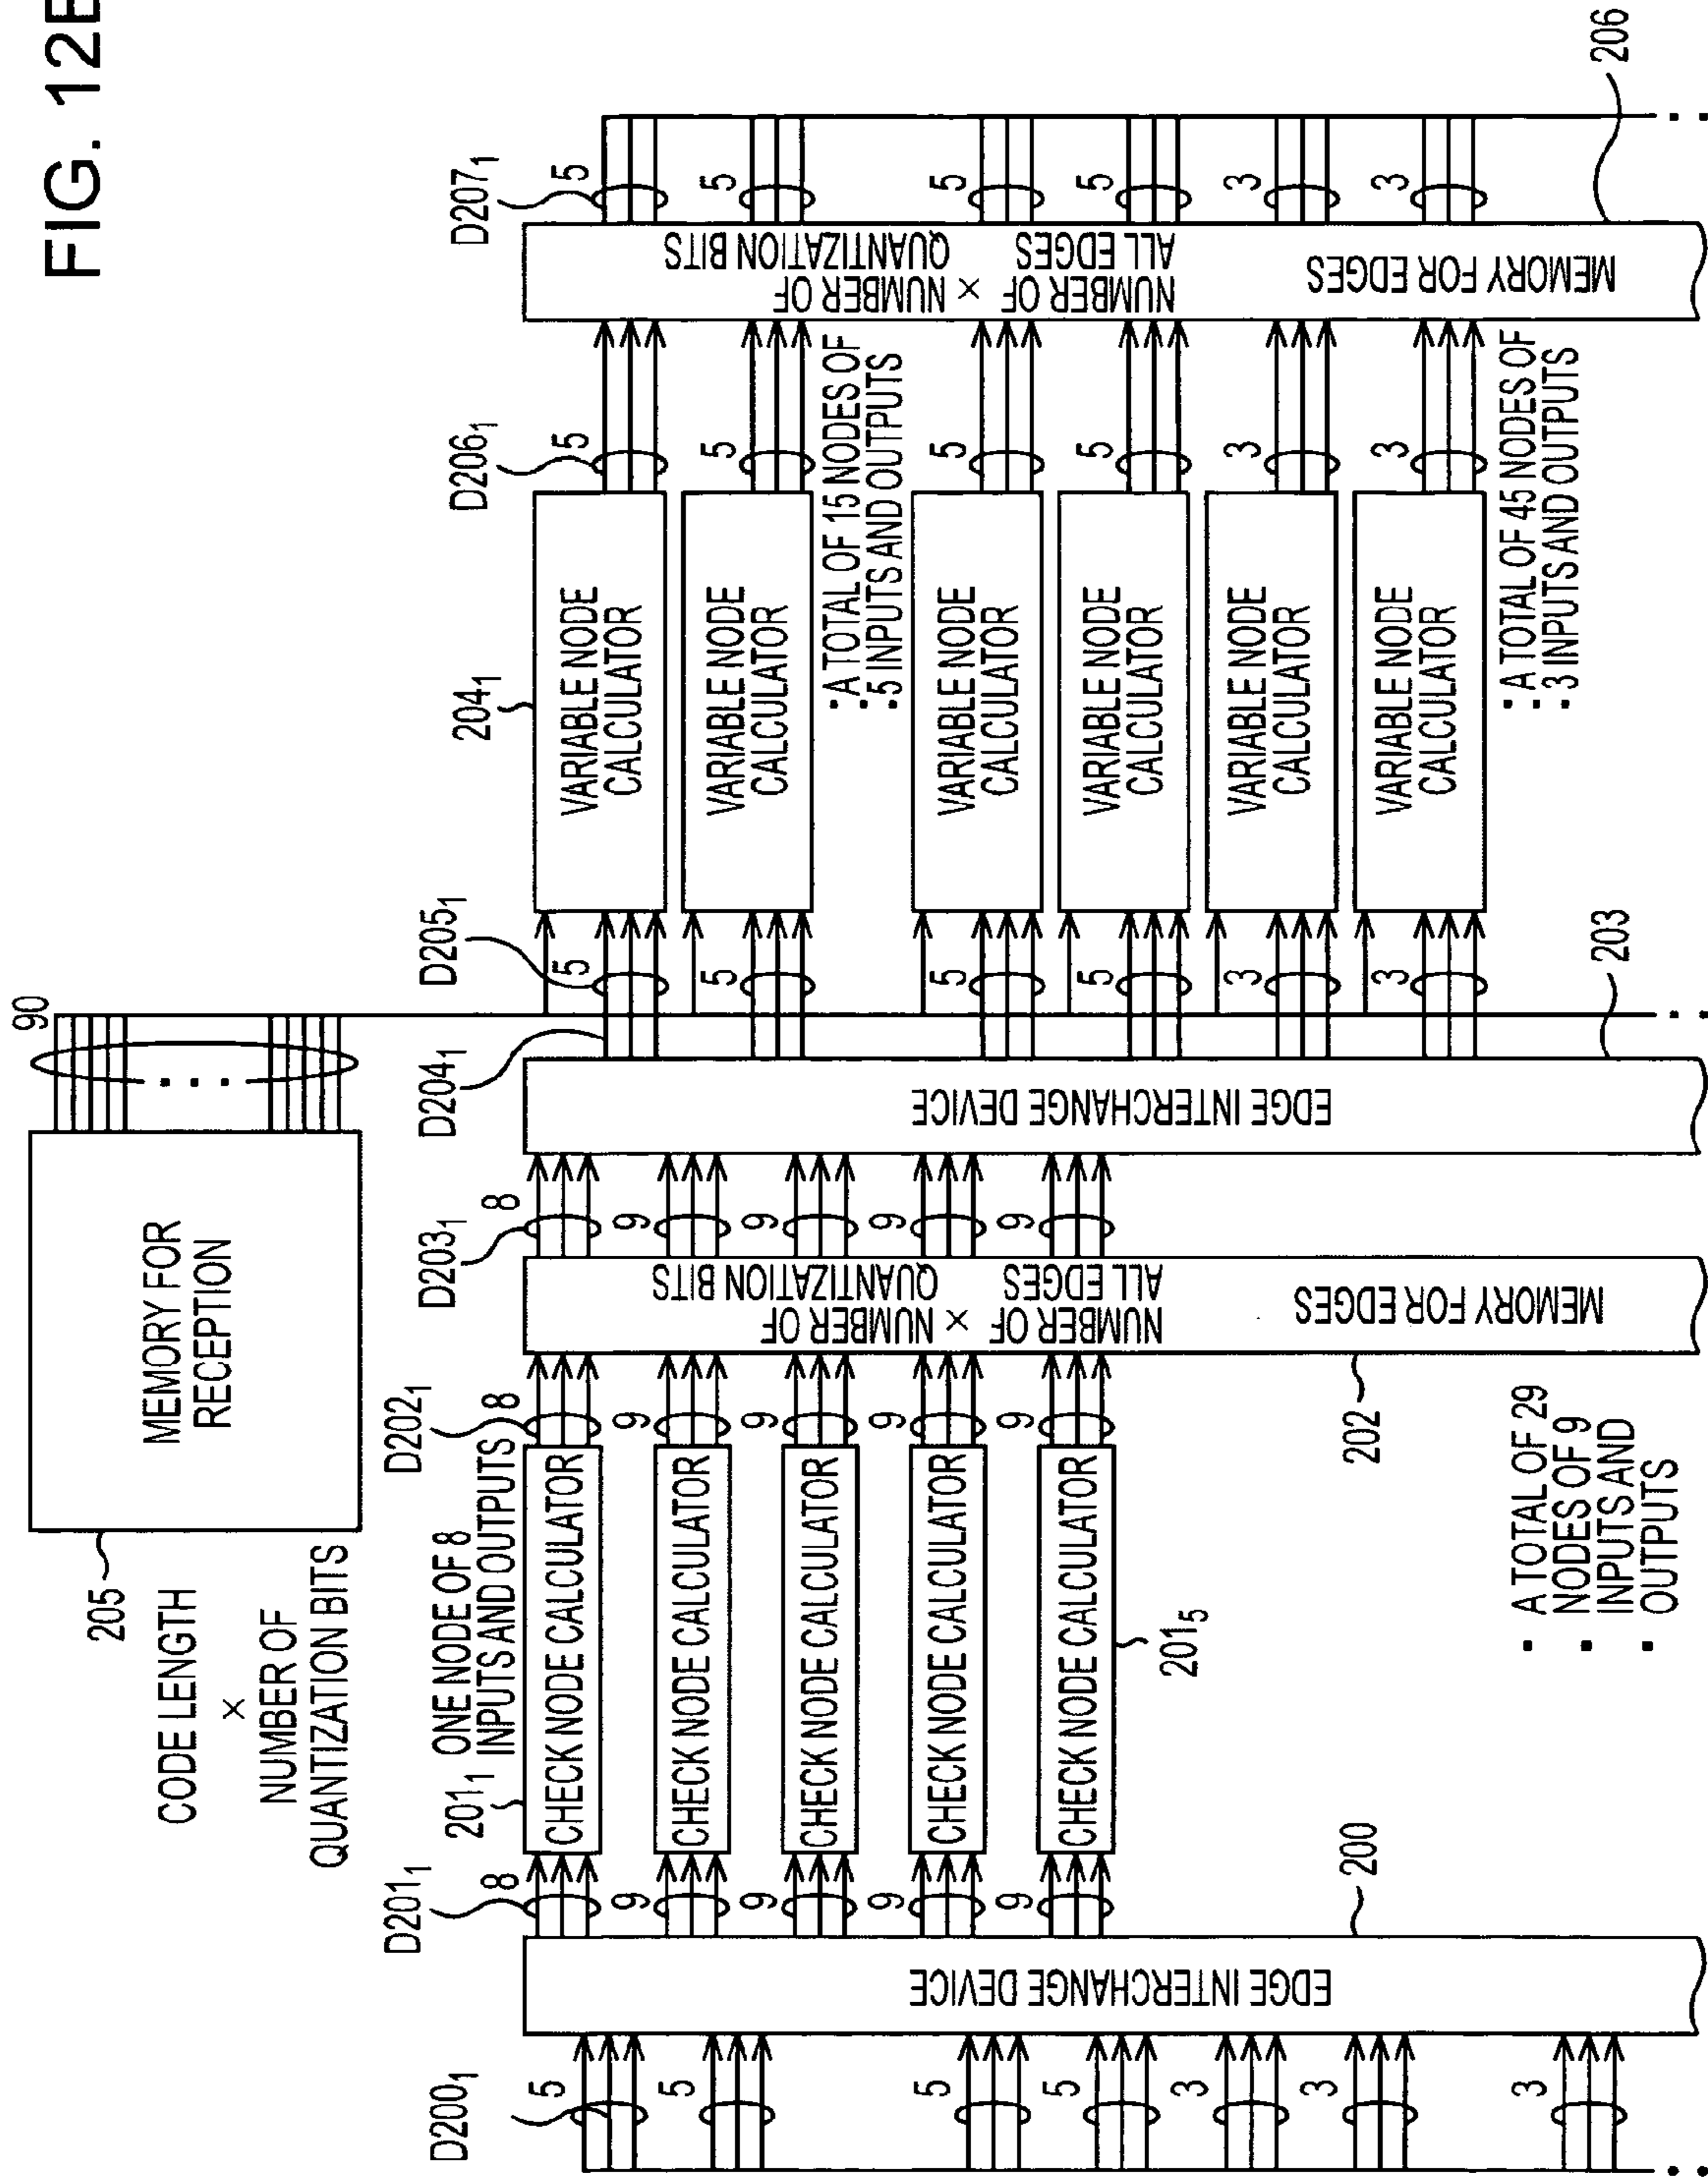 FIG. 12B
205
CODE LENGTH
×
NUMBER OF
QUANTIZATION BITS
MEMORY FOR
RECEPTION
90
D200₁
5
5
5
5
3
3
3
EDGE INTERCHANGE DEVICE
200
D201₁
8
9
9
9
9
201₁
ONE NODE OF 8
INPUTS AND OUTPUTS
CHECK NODE CALCULATOR
CHECK NODE CALCULATOR
CHECK NODE CALCULATOR
CHECK NODE CALCULATOR
CHECK NODE CALCULATOR
201₅
A TOTAL OF 29
NODES OF 9
INPUTS AND
OUTPUTS
D202₁
8
9
9
9
9
MEMORY FOR EDGES
NUMBER OF × NUMBER OF
ALL EDGES QUANTIZATION BITS
202
D203₁
8
9
9
9
9
EDGE INTERCHANGE DEVICE
203
D204₁
D205₁
5
5
5
5
3
3
204₁
VARIABLE NODE
CALCULATOR
VARIABLE NODE
CALCULATOR
A TOTAL OF 15 NODES OF
5 INPUTS AND OUTPUTS
VARIABLE NODE
CALCULATOR
VARIABLE NODE
CALCULATOR
VARIABLE NODE
CALCULATOR
VARIABLE NODE
CALCULATOR
A TOTAL OF 45 NODES OF
3 INPUTS AND OUTPUTS
D206₁
5
5
5
5
3
3
MEMORY FOR EDGES
NUMBER OF × NUMBER OF
ALL EDGES QUANTIZATION BITS
206
D207₁
5
5
5
5
3
3